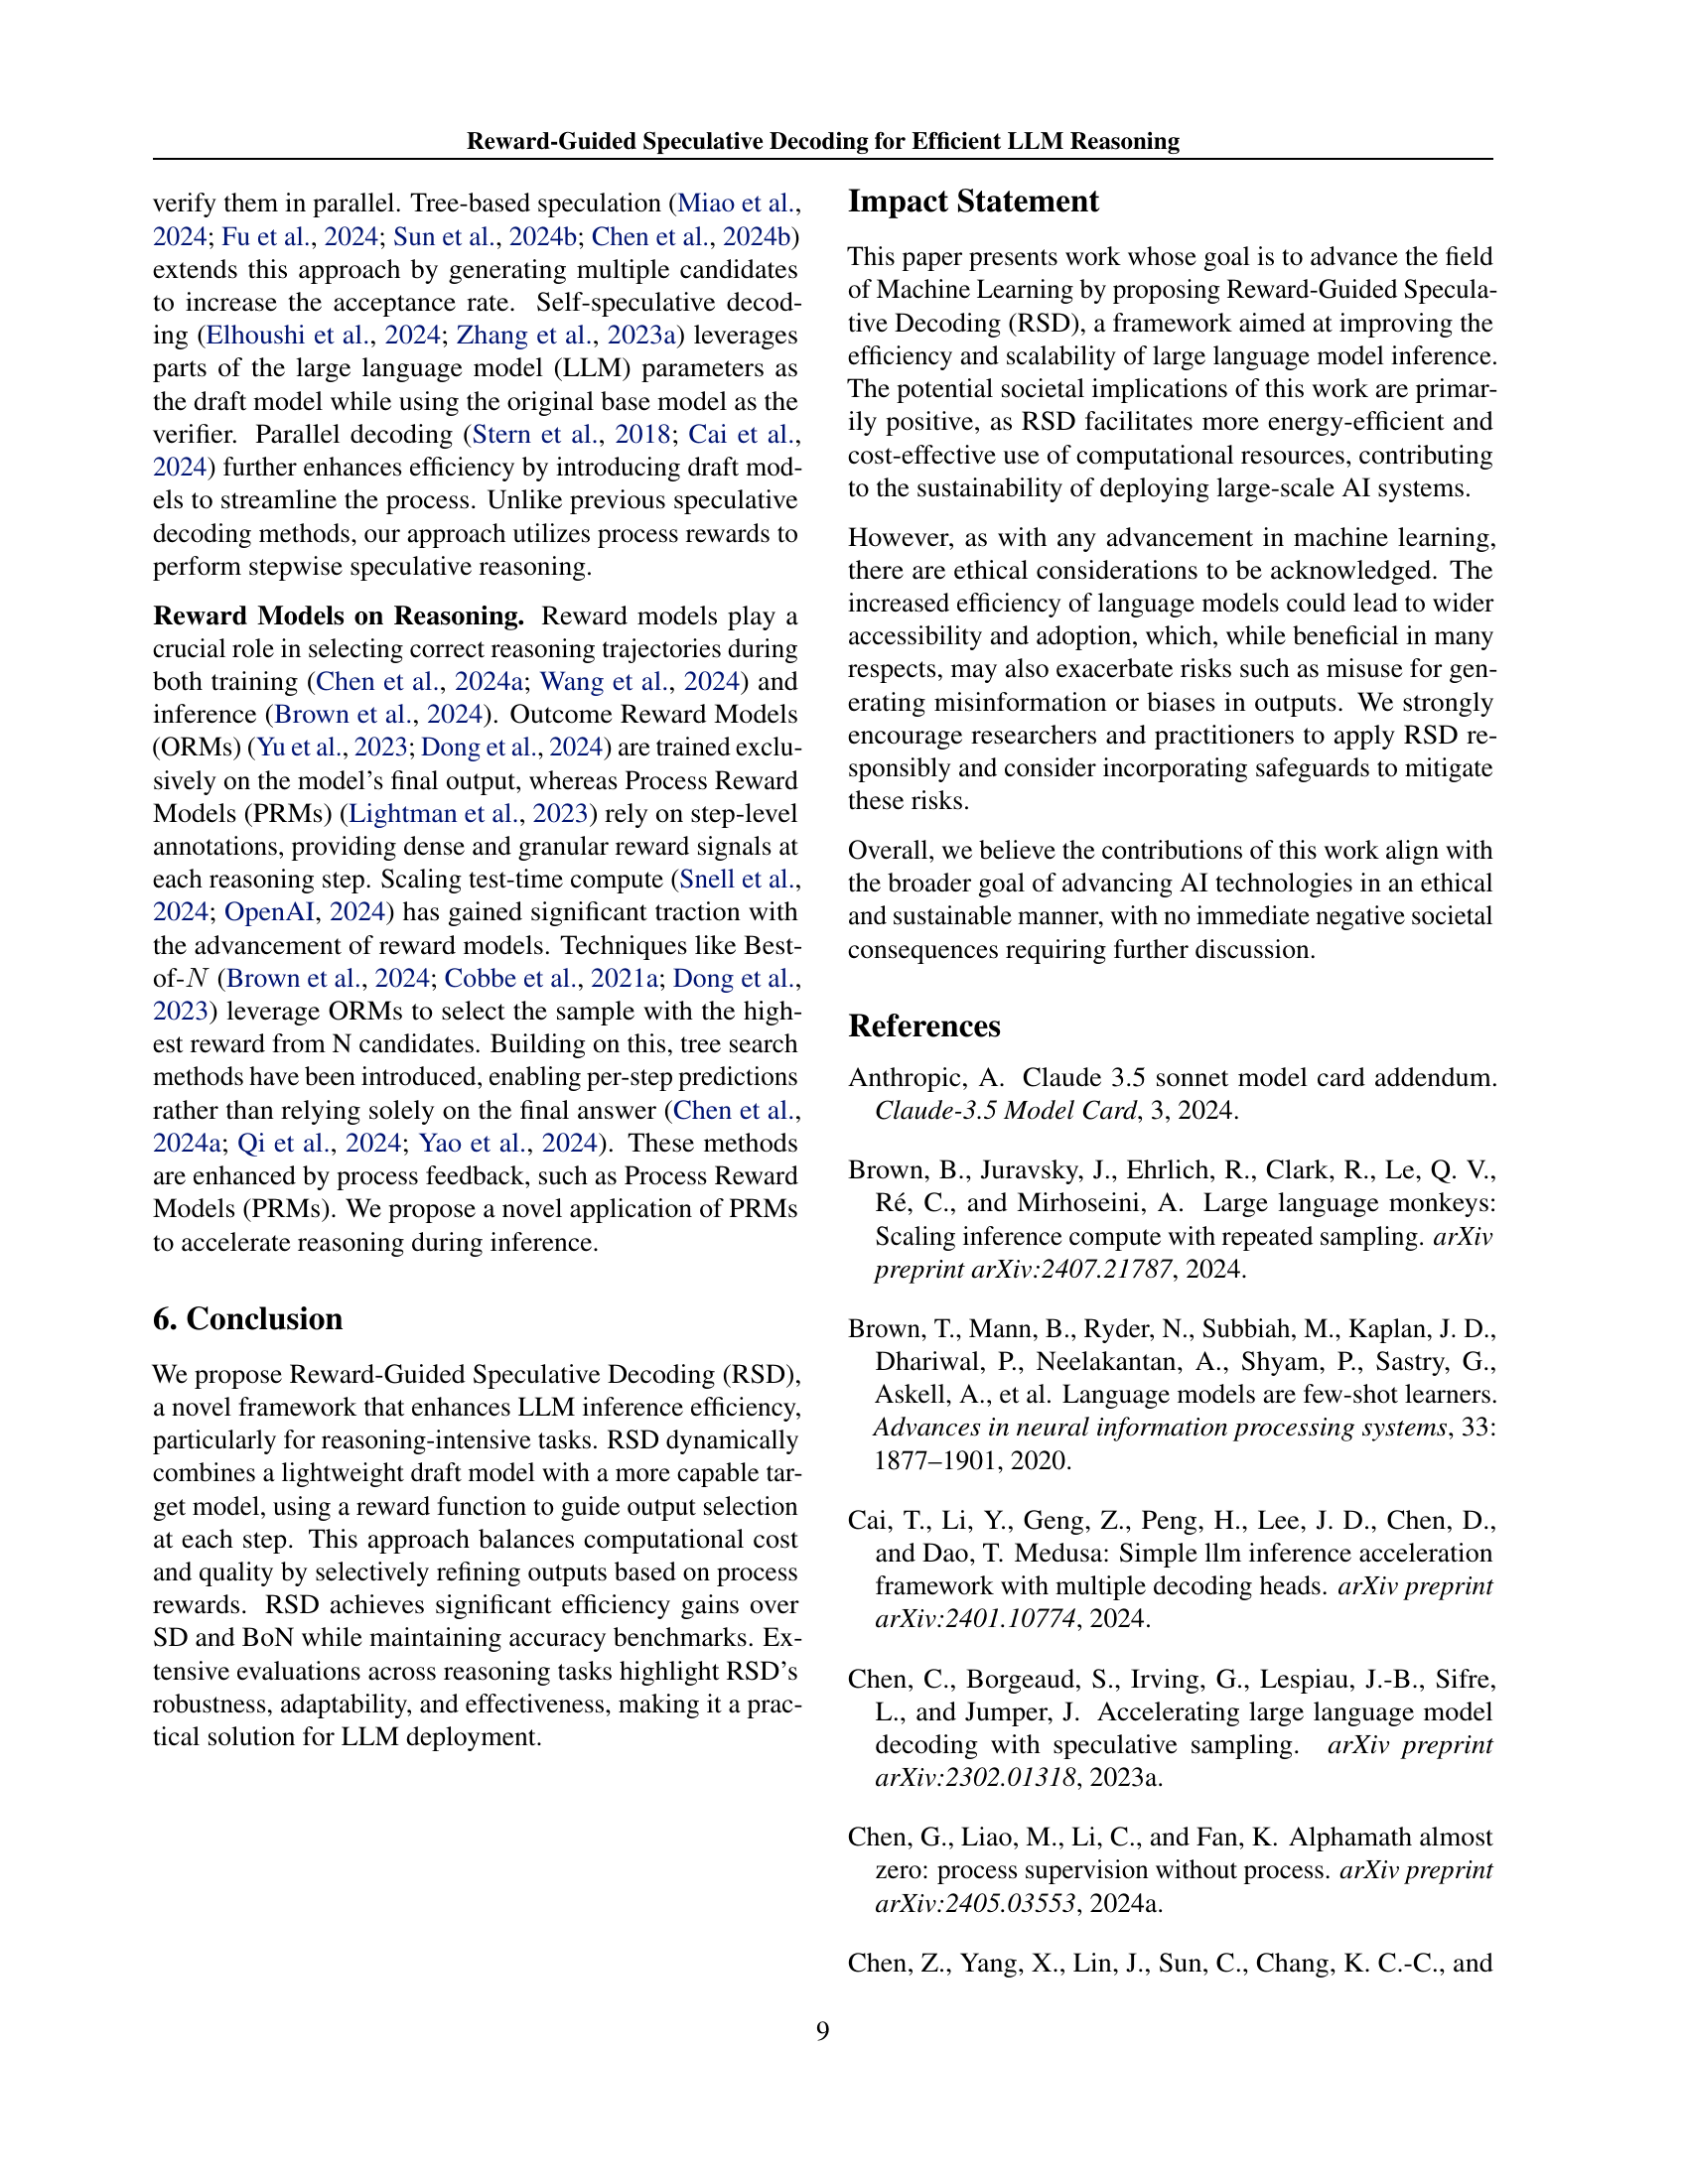 Reward-Guided Speculative Decoding for Efficient LLM Reasoning
verify them in parallel. Tree-based speculation (Miao et al.,
2024; Fu et al., 2024; Sun et al., 2024b; Chen et al., 2024b)
extends this approach by generating multiple candidates
to increase the acceptance rate. Self-speculative decod-
ing (Elhoushi et al., 2024; Zhang et al., 2023a) leverages
parts of the large language model (LLM) parameters as
the draft model while using the original base model as the
verifier. Parallel decoding (Stern et al., 2018; Cai et al.,
2024) further enhances efficiency by introducing draft mod-
els to streamline the process. Unlike previous speculative
decoding methods, our approach utilizes process rewards to
perform stepwise speculative reasoning.
Reward Models on Reasoning. Reward models play a
crucial role in selecting correct reasoning trajectories during
both training (Chen et al., 2024a; Wang et al., 2024) and
inference (Brown et al., 2024). Outcome Reward Models
(ORMs) (Yu et al., 2023; Dong et al., 2024) are trained exclu-
sively on the model's final output, whereas Process Reward
Models (PRMs) (Lightman et al., 2023) rely on step-level
annotations, providing dense and granular reward signals at
each reasoning step. Scaling test-time compute (Snell et al.,
2024; OpenAI, 2024) has gained significant traction with
the advancement of reward models. Techniques like Best-
of-N (Brown et al., 2024; Cobbe et al., 2021a; Dong et al.,
2023) leverage ORMs to select the sample with the high-
est reward from N candidates. Building on this, tree search
methods have been introduced, enabling per-step predictions
rather than relying solely on the final answer (Chen et al.,
2024a; Qi et al., 2024; Yao et al., 2024). These methods
are enhanced by process feedback, such as Process Reward
Models (PRMs). We propose a novel application of PRMs
to accelerate reasoning during inference.
6. Conclusion
We propose Reward-Guided Speculative Decoding (RSD),
a novel framework that enhances LLM inference efficiency,
particularly for reasoning-intensive tasks. RSD dynamically
combines a lightweight draft model with a more capable tar-
get model, using a reward function to guide output selection
at each step. This approach balances computational cost
and quality by selectively refining outputs based on process
rewards. RSD achieves significant efficiency gains over
SD and BoN while maintaining accuracy benchmarks. Ex-
tensive evaluations across reasoning tasks highlight RSD's
robustness, adaptability, and effectiveness, making it a prac-
tical solution for LLM deployment.
Impact Statement
This paper presents work whose goal is to advance the field
of Machine Learning by proposing Reward-Guided Specula-
tive Decoding (RSD), a framework aimed at improving the
efficiency and scalability of large language model inference.
The potential societal implications of this work are primar-
ily positive, as RSD facilitates more energy-efficient and
cost-effective use of computational resources, contributing
to the sustainability of deploying large-scale AI systems.
However, as with any advancement in machine learning,
there are ethical considerations to be acknowledged. The
increased efficiency of language models could lead to wider
accessibility and adoption, which, while beneficial in many
respects, may also exacerbate risks such as misuse for gen-
erating misinformation or biases in outputs. We strongly
encourage researchers and practitioners to apply RSD re-
sponsibly and consider incorporating safeguards to mitigate
these risks.
Overall, we believe the contributions of this work align with
the broader goal of advancing AI technologies in an ethical
and sustainable manner, with no immediate negative societal
consequences requiring further discussion.
References
Anthropic, A. Claude 3.5 sonnet model card addendum.
Claude-3.5 Model Card, 3, 2024.
Brown, B., Juravsky, J., Ehrlich, R., Clark, R., Le, Q. V.,
Ré, C., and Mirhoseini, A. Large language monkeys:
Scaling inference compute with repeated sampling. arXiv
preprint arXiv:2407.21787, 2024.
Brown, T., Mann, B., Ryder, N., Subbiah, M., Kaplan, J. D.,
Dhariwal, P., Neelakantan, A., Shyam, P., Sastry, G.,
Askell, A., et al. Language models are few-shot learners.
Advances in neural information processing systems, 33:
1877–1901, 2020.
Cai, T., Li, Y., Geng, Z., Peng, H., Lee, J. D., Chen, D.,
and Dao, T. Medusa: Simple llm inference acceleration
framework with multiple decoding heads. arXiv preprint
arXiv:2401.10774, 2024.
Chen, C., Borgeaud, S., Irving, G., Lespiau, J.-B., Sifre,
L., and Jumper, J. Accelerating large language model
decoding with speculative sampling. arXiv preprint
arXiv:2302.01318, 2023a.
Chen, G., Liao, M., Li, C., and Fan, K. Alphamath almost
zero: process supervision without process. arXiv preprint
arXiv:2405.03553, 2024a.
Chen, Z., Yang, X., Lin, J., Sun, C., Chang, K. C.-C., and
9